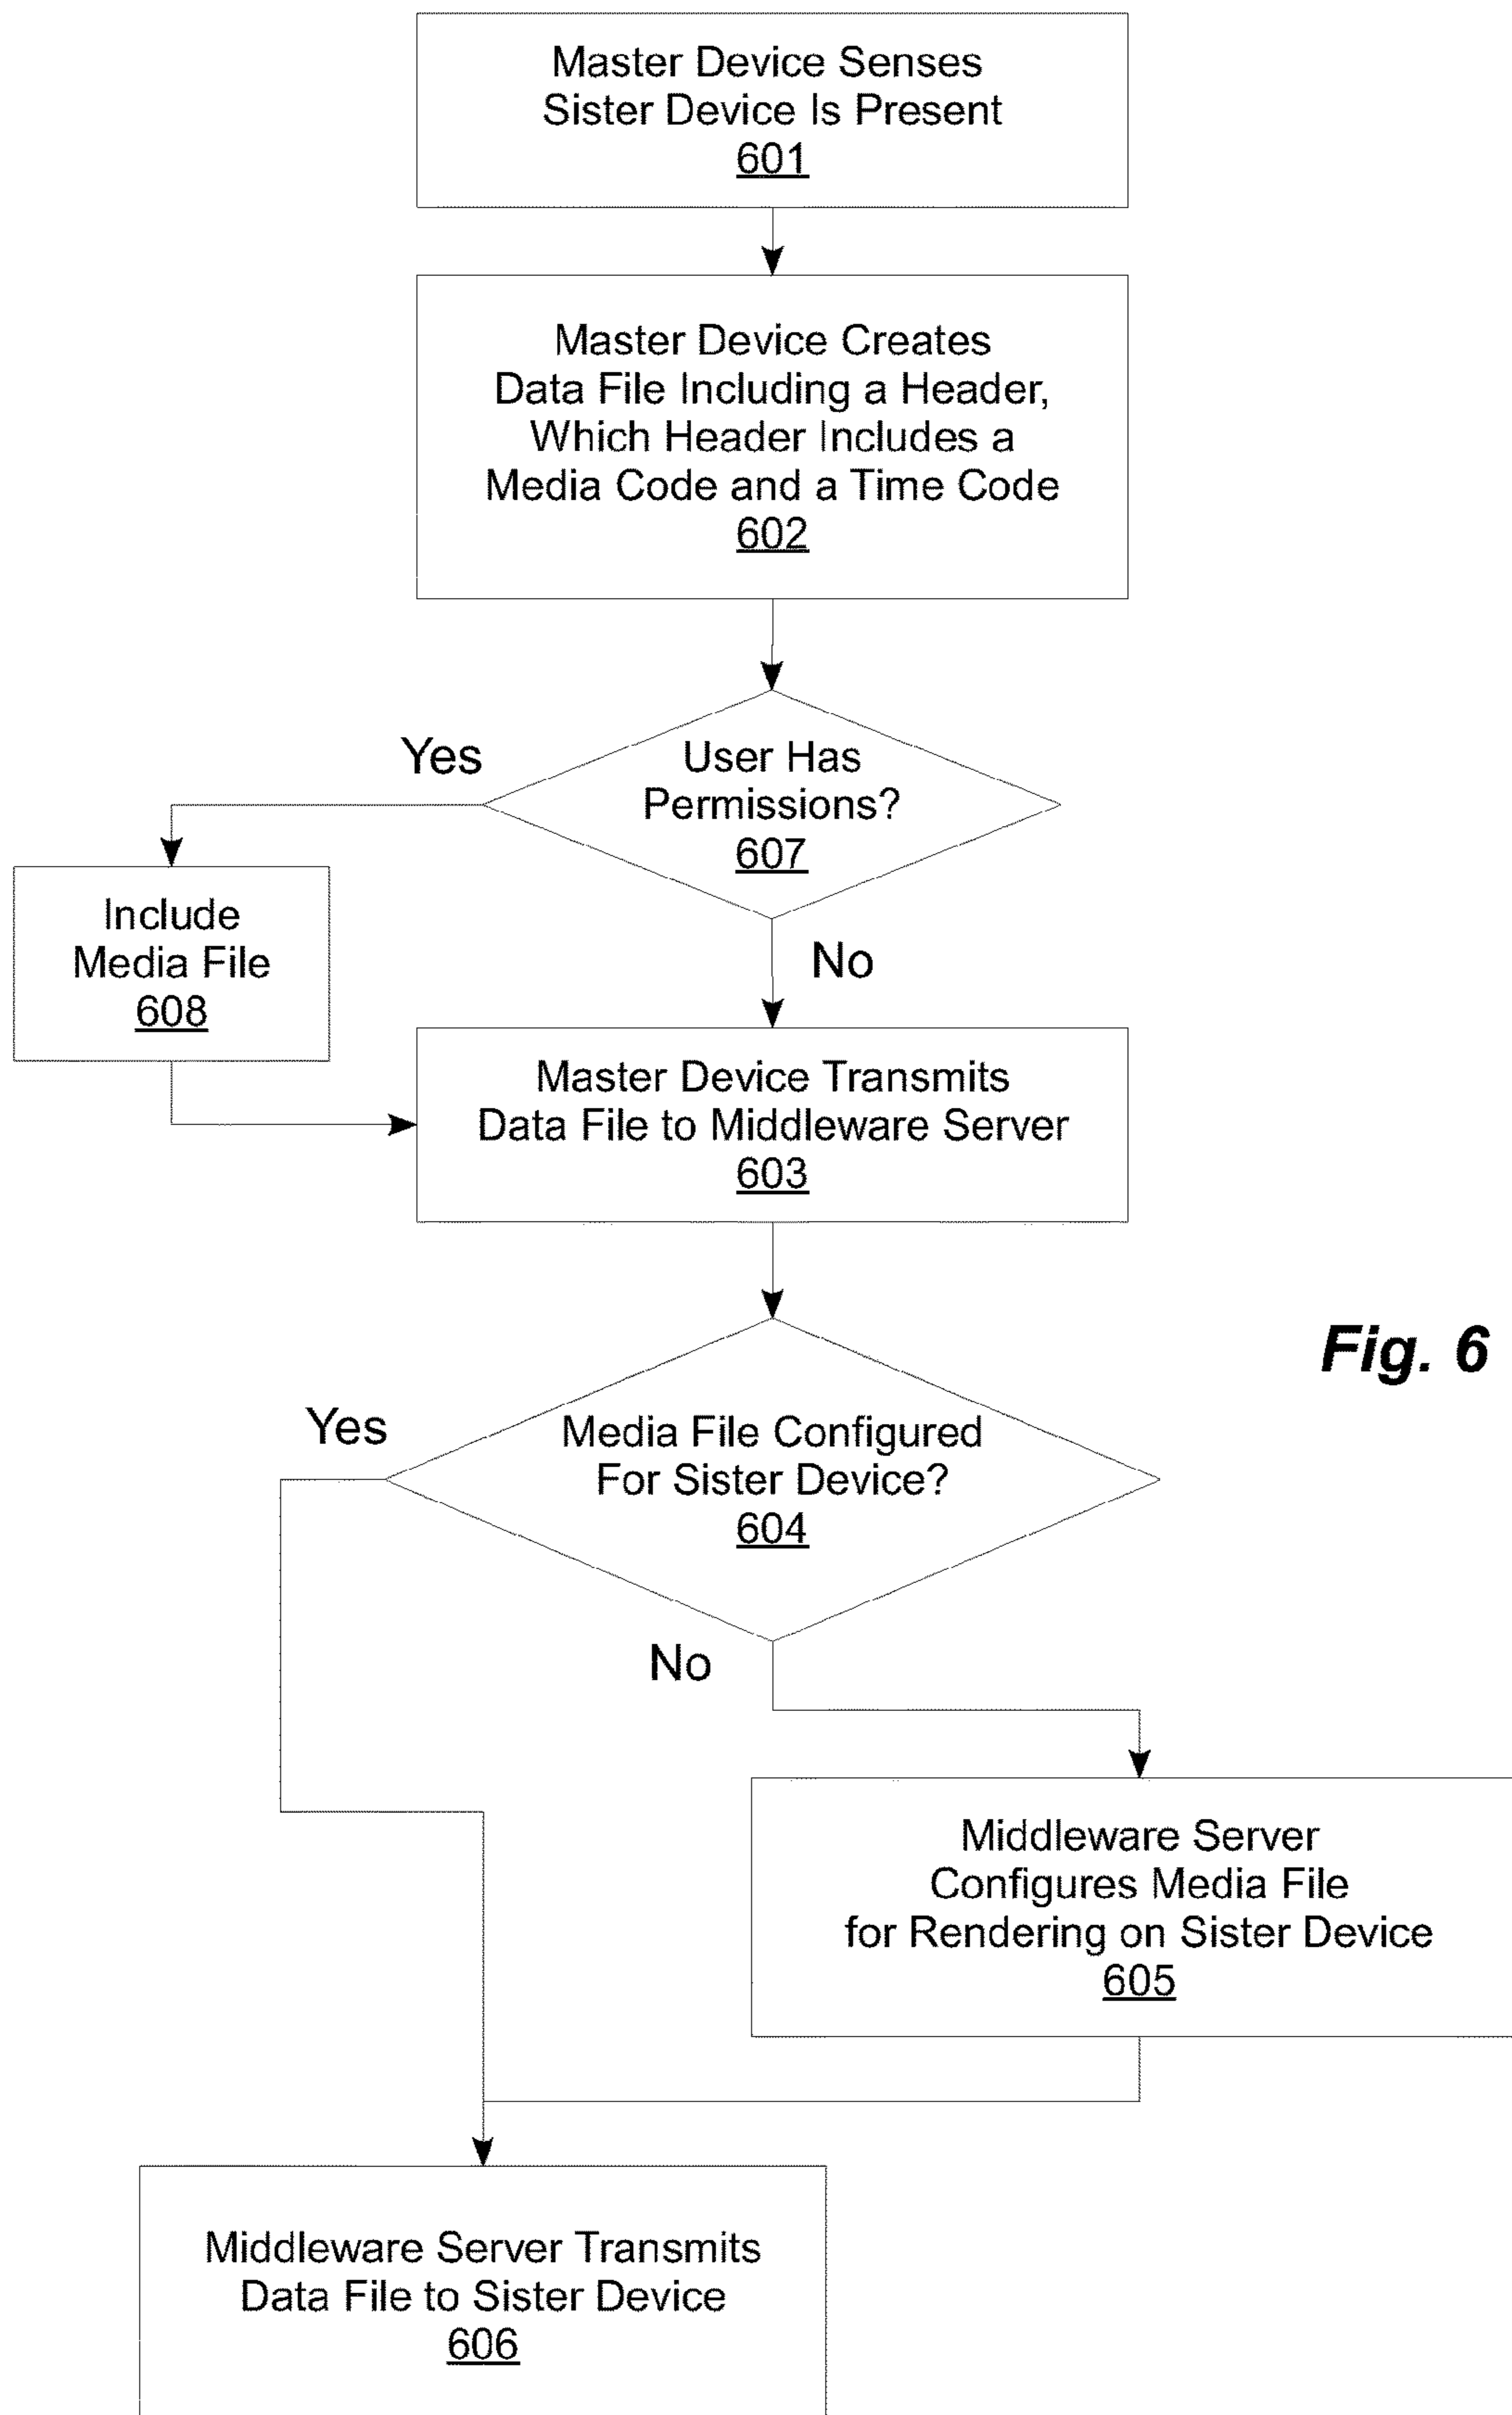 Master Device Senses
Sister Device Is Present
601
Master Device Creates
Data File Including a Header,
Which Header Includes a
Media Code and a Time Code
602
User Has
Permissions?
607
Yes
No
Include
Media File
608
Master Device Transmits
Data File to Middleware Server
603
Fig. 6
Media File Configured
For Sister Device?
604
Yes
No
Middleware Server
Configures Media File
for Rendering on Sister Device
605
Middleware Server Transmits
Data File to Sister Device
606